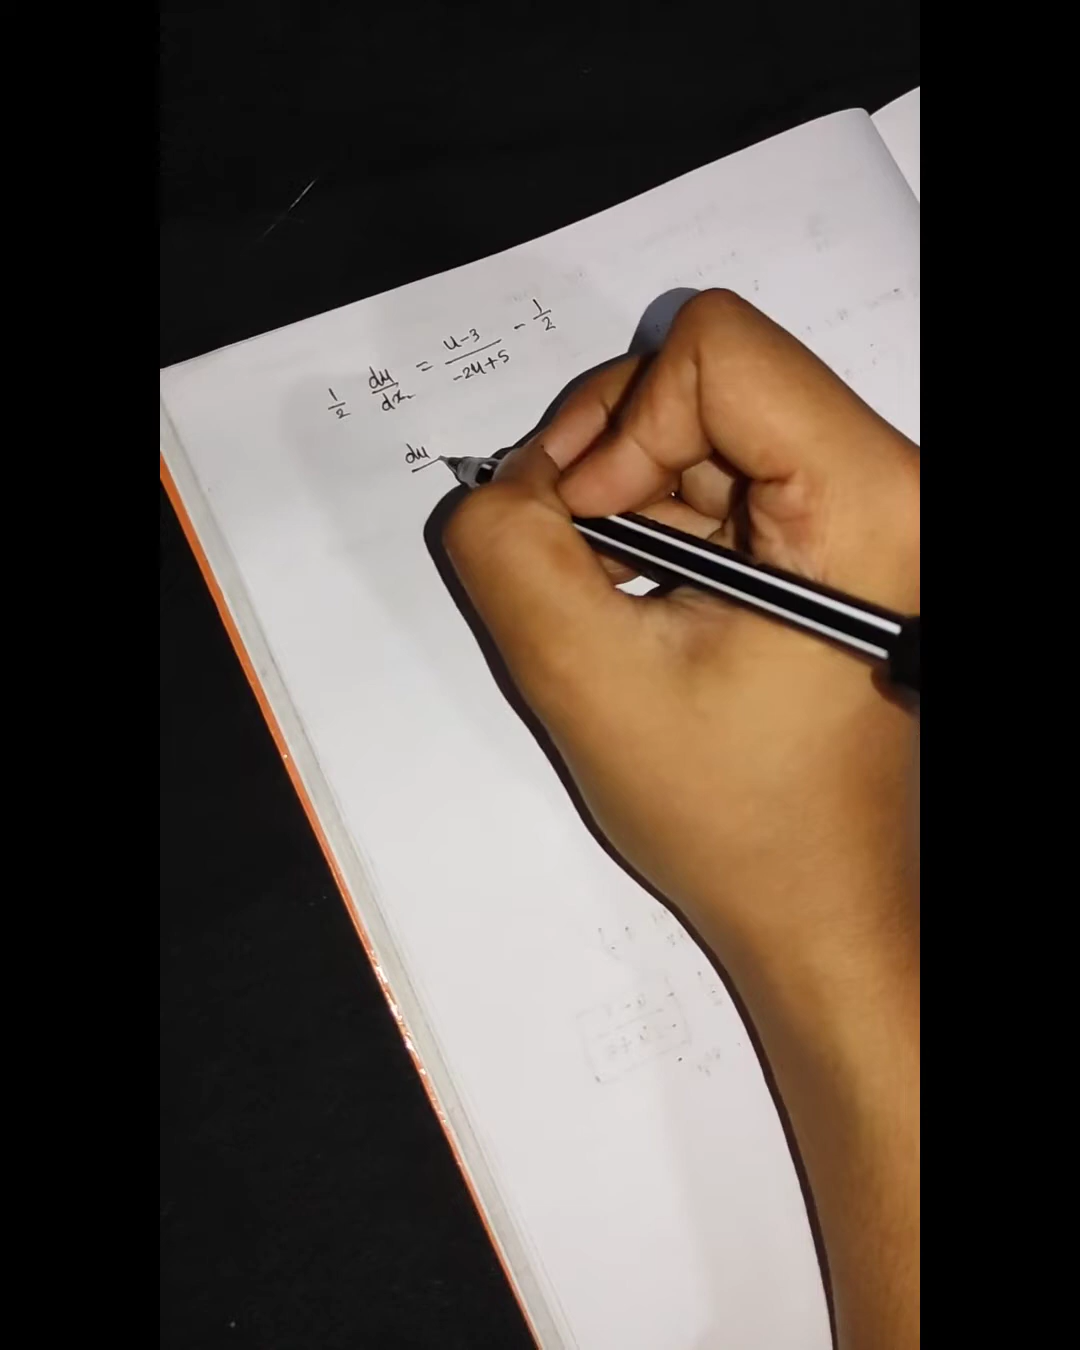 1/2 du/dx = u-3/-2u+5 - 1/2
du